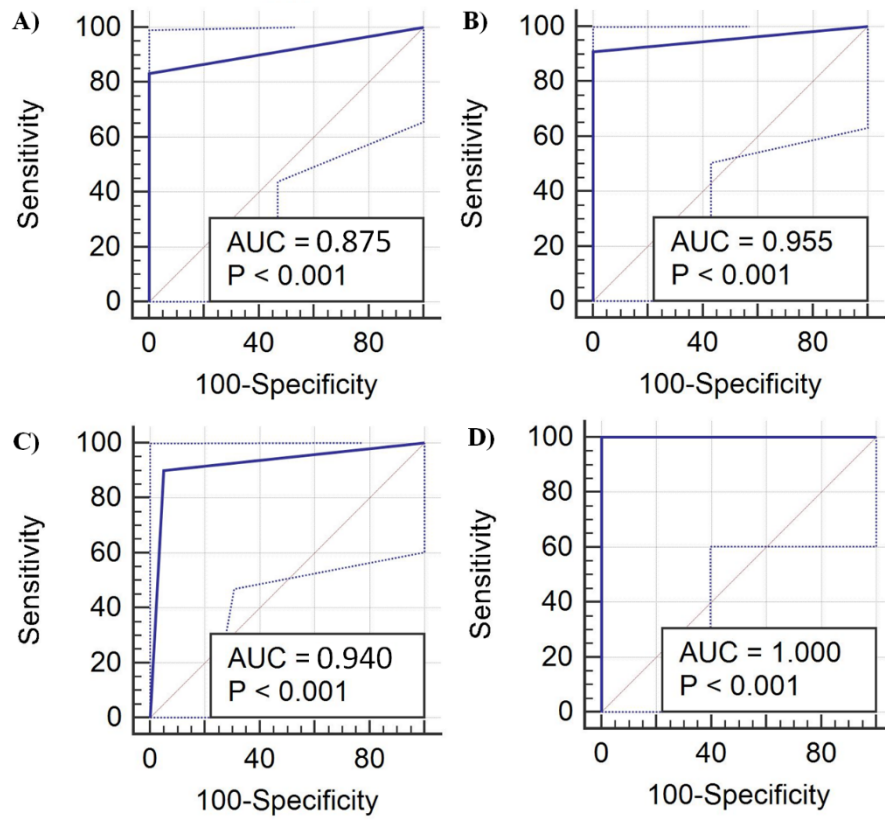 A)
Sensitivity
100
80
60
40
20
0
AUC = 0.875
P < 0.001
0 40 80
100-Specificity
B)
Sensitivity
100
80
60
40
20
0
AUC = 0.955
P < 0.001
0 40 80
100-Specificity
C)
Sensitivity
100
80
60
40
20
0
AUC = 0.940
P < 0.001
0 40 80
100-Specificity
D)
Sensitivity
100
80
60
40
20
0
AUC = 1.000
P < 0.001
0 40 80
100-Specificity